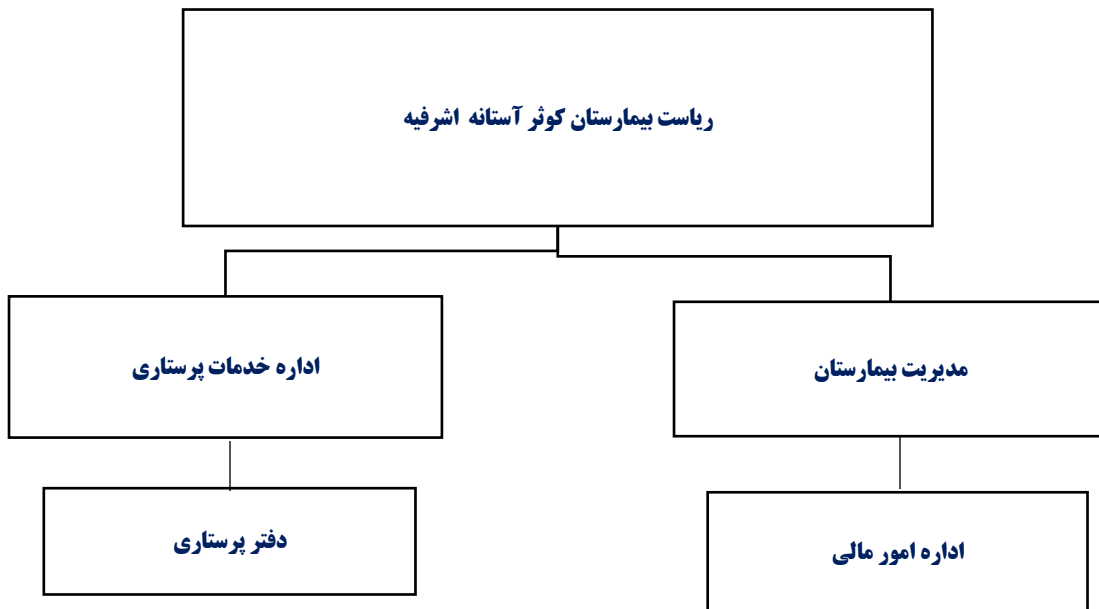 ریاست بیمارستان کوثر آستانه اشرفیه
مدیریت بیمارستان
اداره خدمات پرستاری
اداره امور مالی
دفتر پرستاری